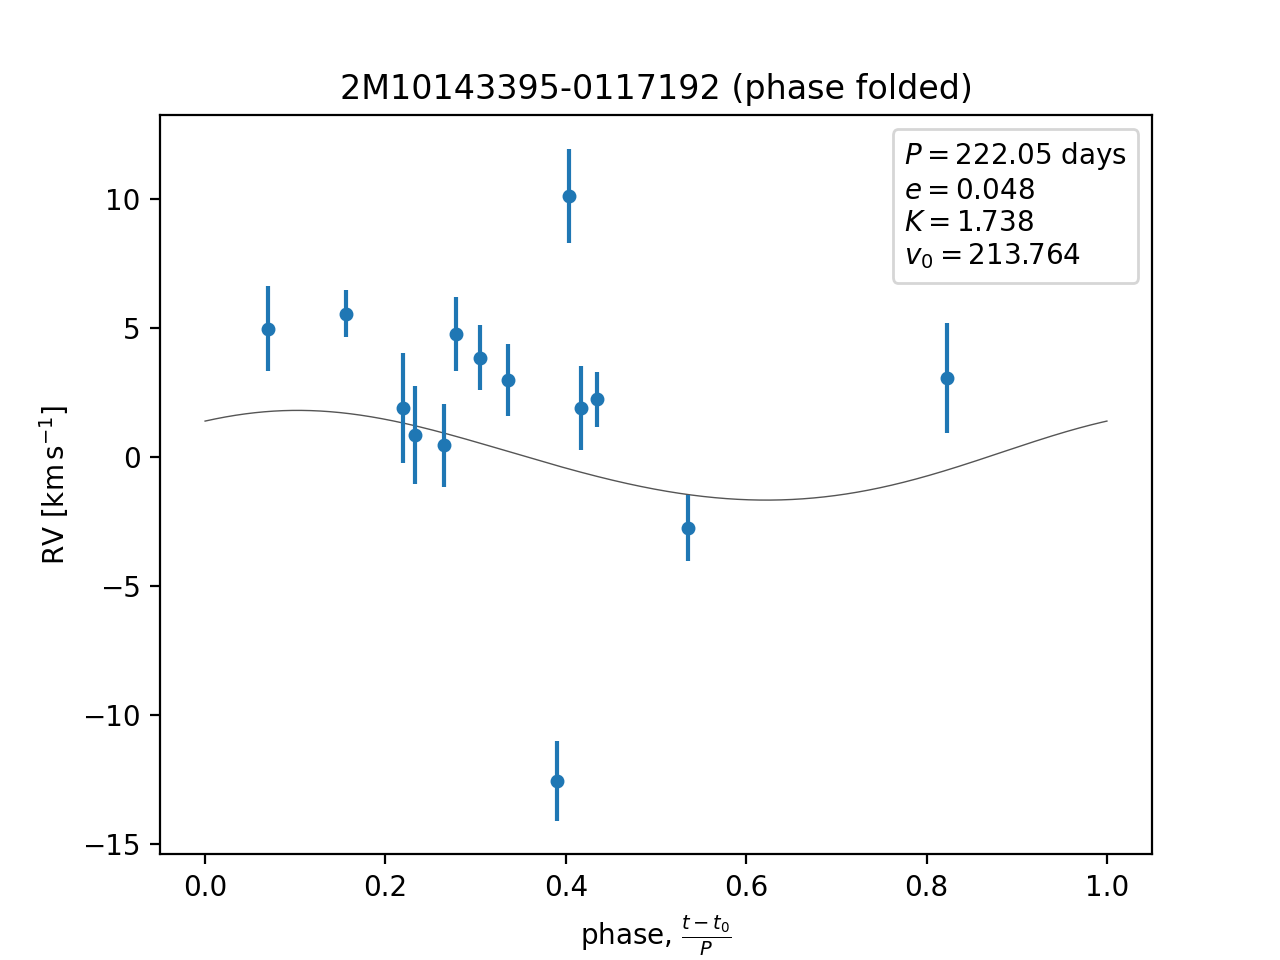 2M10143395-0117192 (phase folded)
P = 222.05 days
e = 0.048
K = 1.738
v₀ = 213.764
10
5
0
−5
−10
−15
RV [km s⁻¹]
0.0 0.2 0.4 0.6 0.8 1.0
phase, (t − t₀)/P